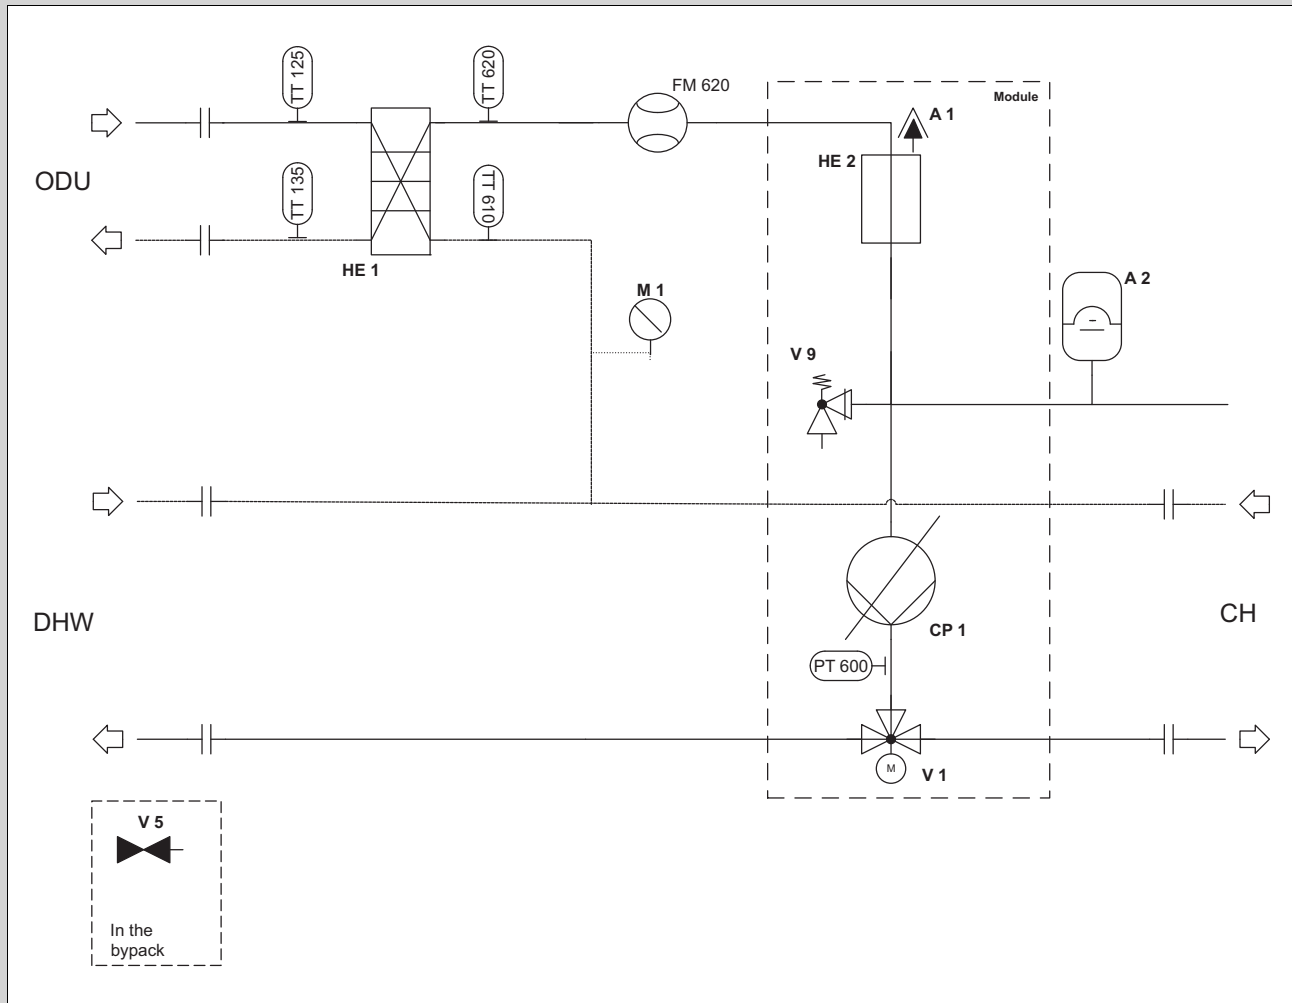 TT 125
TT 620
FM 620
Module
A 1
HE 2
ODU
TT 135
TT 610
HE 1
M 1
A 2
V 9
DHW
CH
CP 1
PT 600
M
V 1
V 5
In the
bypack